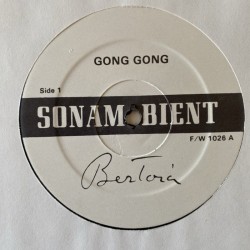 GONG GONG
Side 1
SONAMBIENT
F/W 1026 A
Bertoia